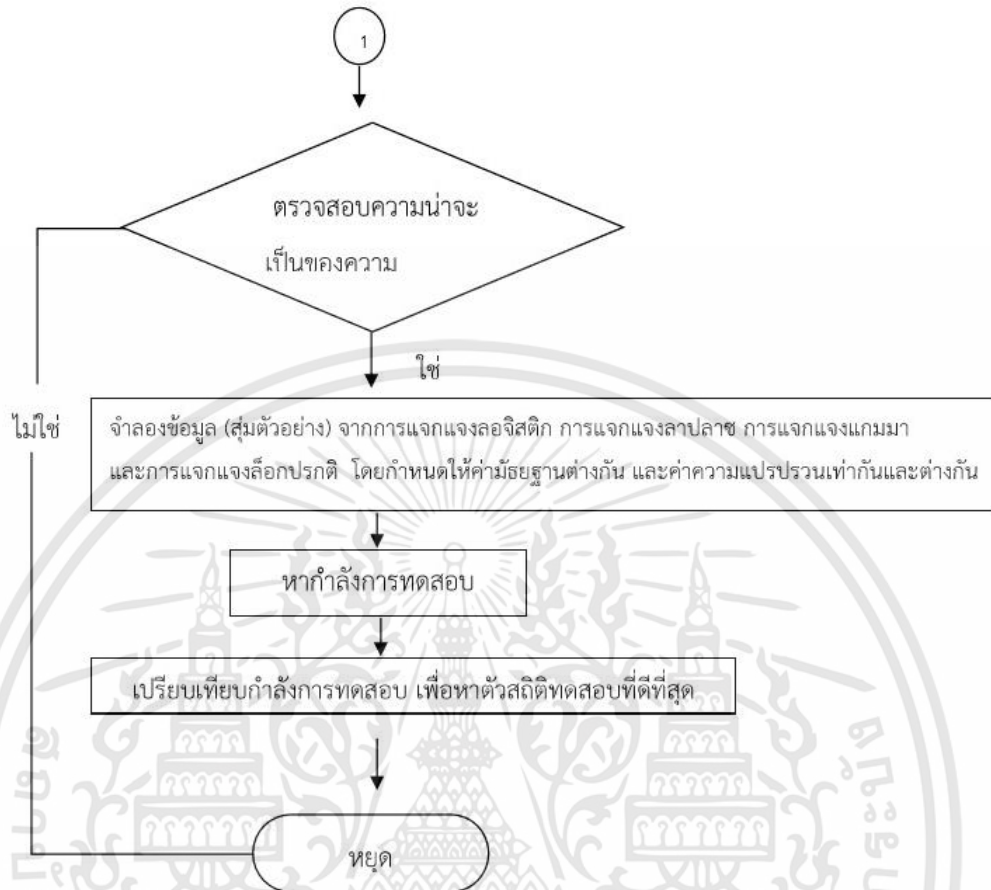 1
ตรวจสอบความน่าจะ
เป็นของความ
ใช่
ไม่ใช่
จำลองข้อมูล (สุ่มตัวอย่าง) จากการแจกแจงลอจิสติก การแจกแจงลาปลาซ การแจกแจงแกมมา
และการแจกแจงล็อกปรกติ โดยกำหนดให้ค่ามัธยฐานต่างกัน และค่าความแปรปรวนเท่ากันและต่างกัน
หากำลังการทดสอบ
เปรียบเทียบกำลังการทดสอบ เพื่อหาตัวสถิติทดสอบที่ดีที่สุด
หยุด